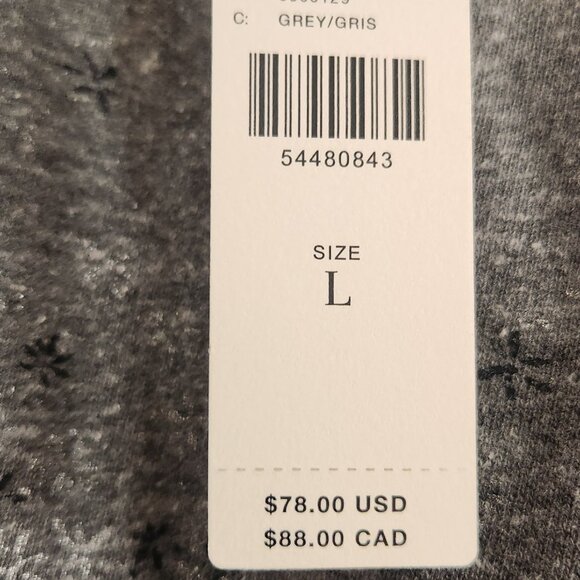 C: GREY/GRIS
54480843
SIZE
L
$78.00 USD
$88.00 CAD